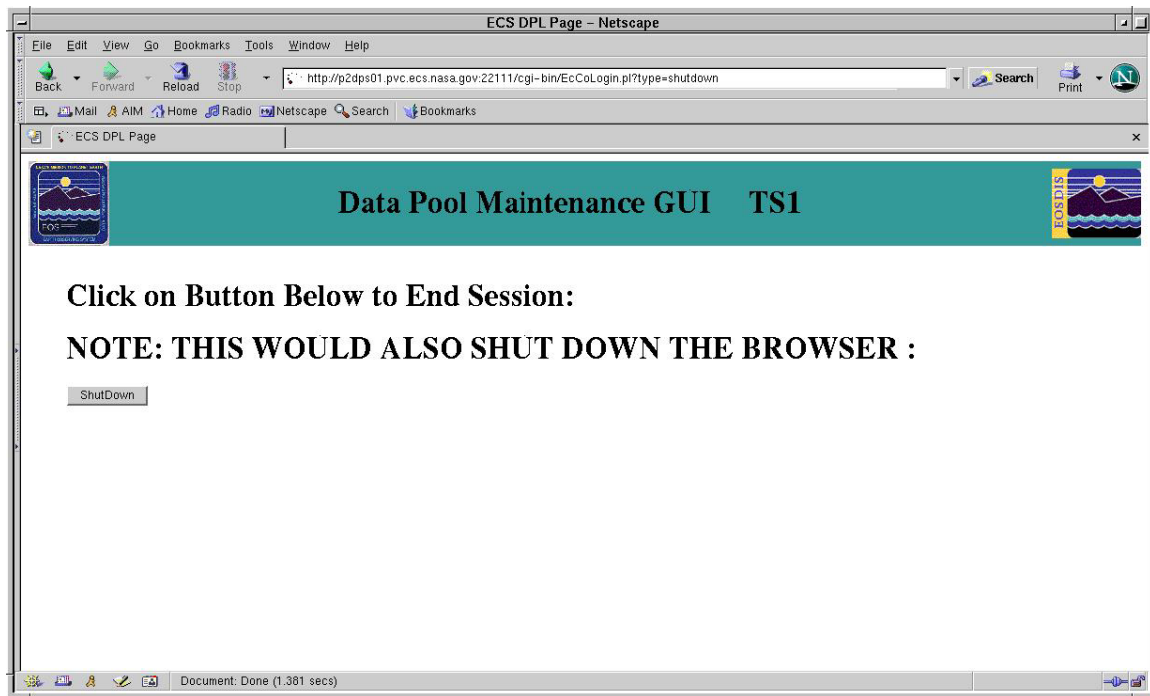 ECS DPL Page – Netscape
File Edit View Go Bookmarks Tools Window Help
Back Forward Reload Stop http://p2dps01.pvc.ecs.nasa.gov:22111/cgi-bin/EcCoLogin.pl?type=shutdown Search Print N
Mail AIM Home Radio Netscape Search Bookmarks
ECS DPL Page x
EOS
Data Pool Maintenance GUI TS1
EOSDIS
Click on Button Below to End Session:
NOTE: THIS WOULD ALSO SHUT DOWN THE BROWSER :
ShutDown
Document: Done (1.381 secs)